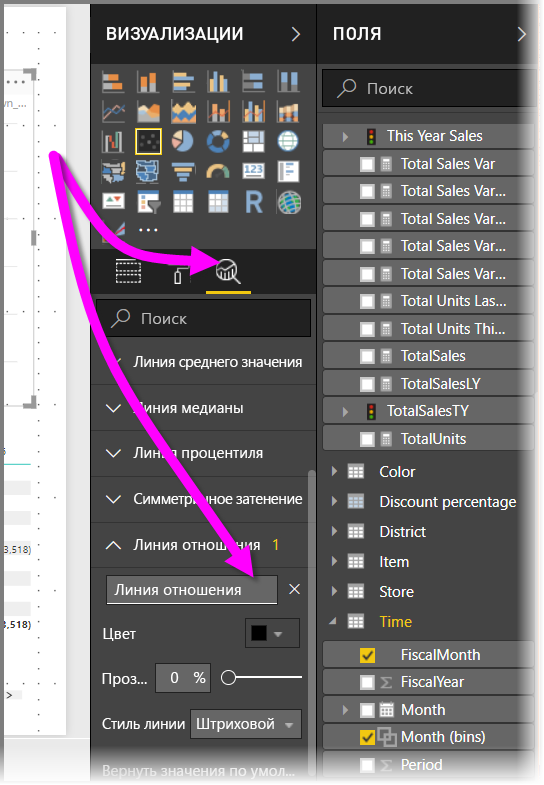 ВИЗУАЛИЗАЦИИ
Поиск
Линия среднего значения
Линия медианы
Линия процентиля
Симметричное затенение
Линия отношения 1
Линия отношения
Цвет
Проз... 0 %
Стиль линии Штриховой
Вернуть значения по умол...
ПОЛЯ
Поиск
This Year Sales
Total Sales Var
Total Sales Var...
Total Sales Var...
Total Sales Var...
Total Sales Var...
Total Units Las...
Total Units Thi...
TotalSales
TotalSalesLY
TotalSalesTY
TotalUnits
Color
Discount percentage
District
Item
Store
Time
FiscalMonth
FiscalYear
Month
Month (bins)
Period
3,518)
3,518)